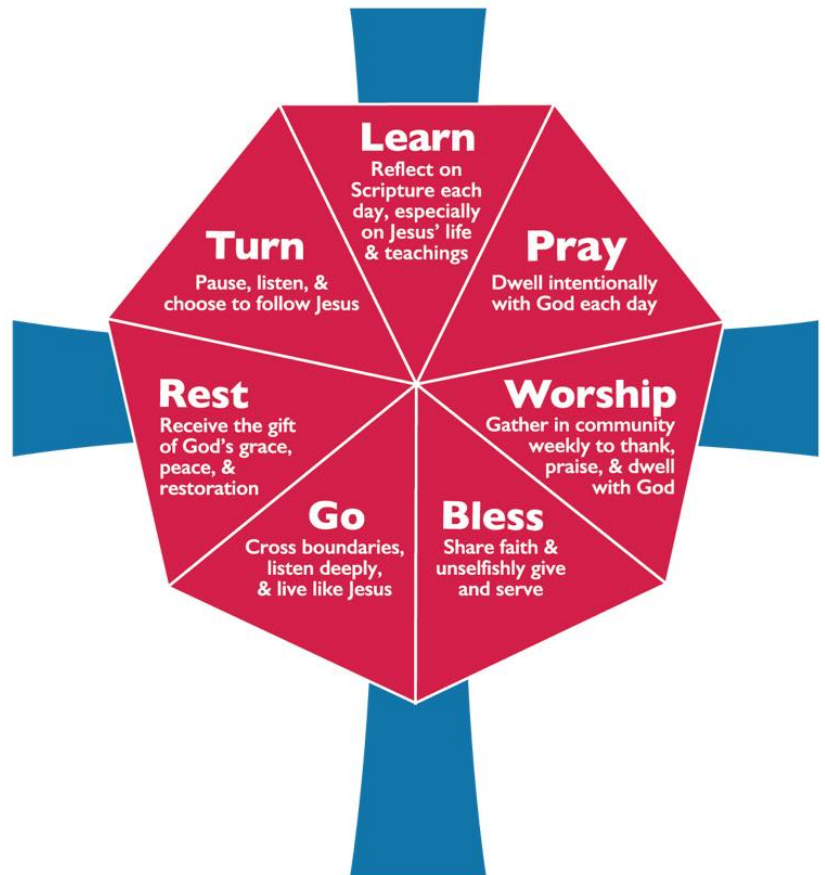 Learn
Reflect on
Scripture each
day, especially
on Jesus’ life
& teachings
Turn
Pause, listen, &
choose to follow Jesus
Pray
Dwell intentionally
with God each day
Rest
Receive the gift
of God’s grace,
peace, &
restoration
Worship
Gather in community
weekly to thank,
praise, & dwell
with God
Go
Cross boundaries,
listen deeply,
& live like Jesus
Bless
Share faith &
unselfishly give
and serve